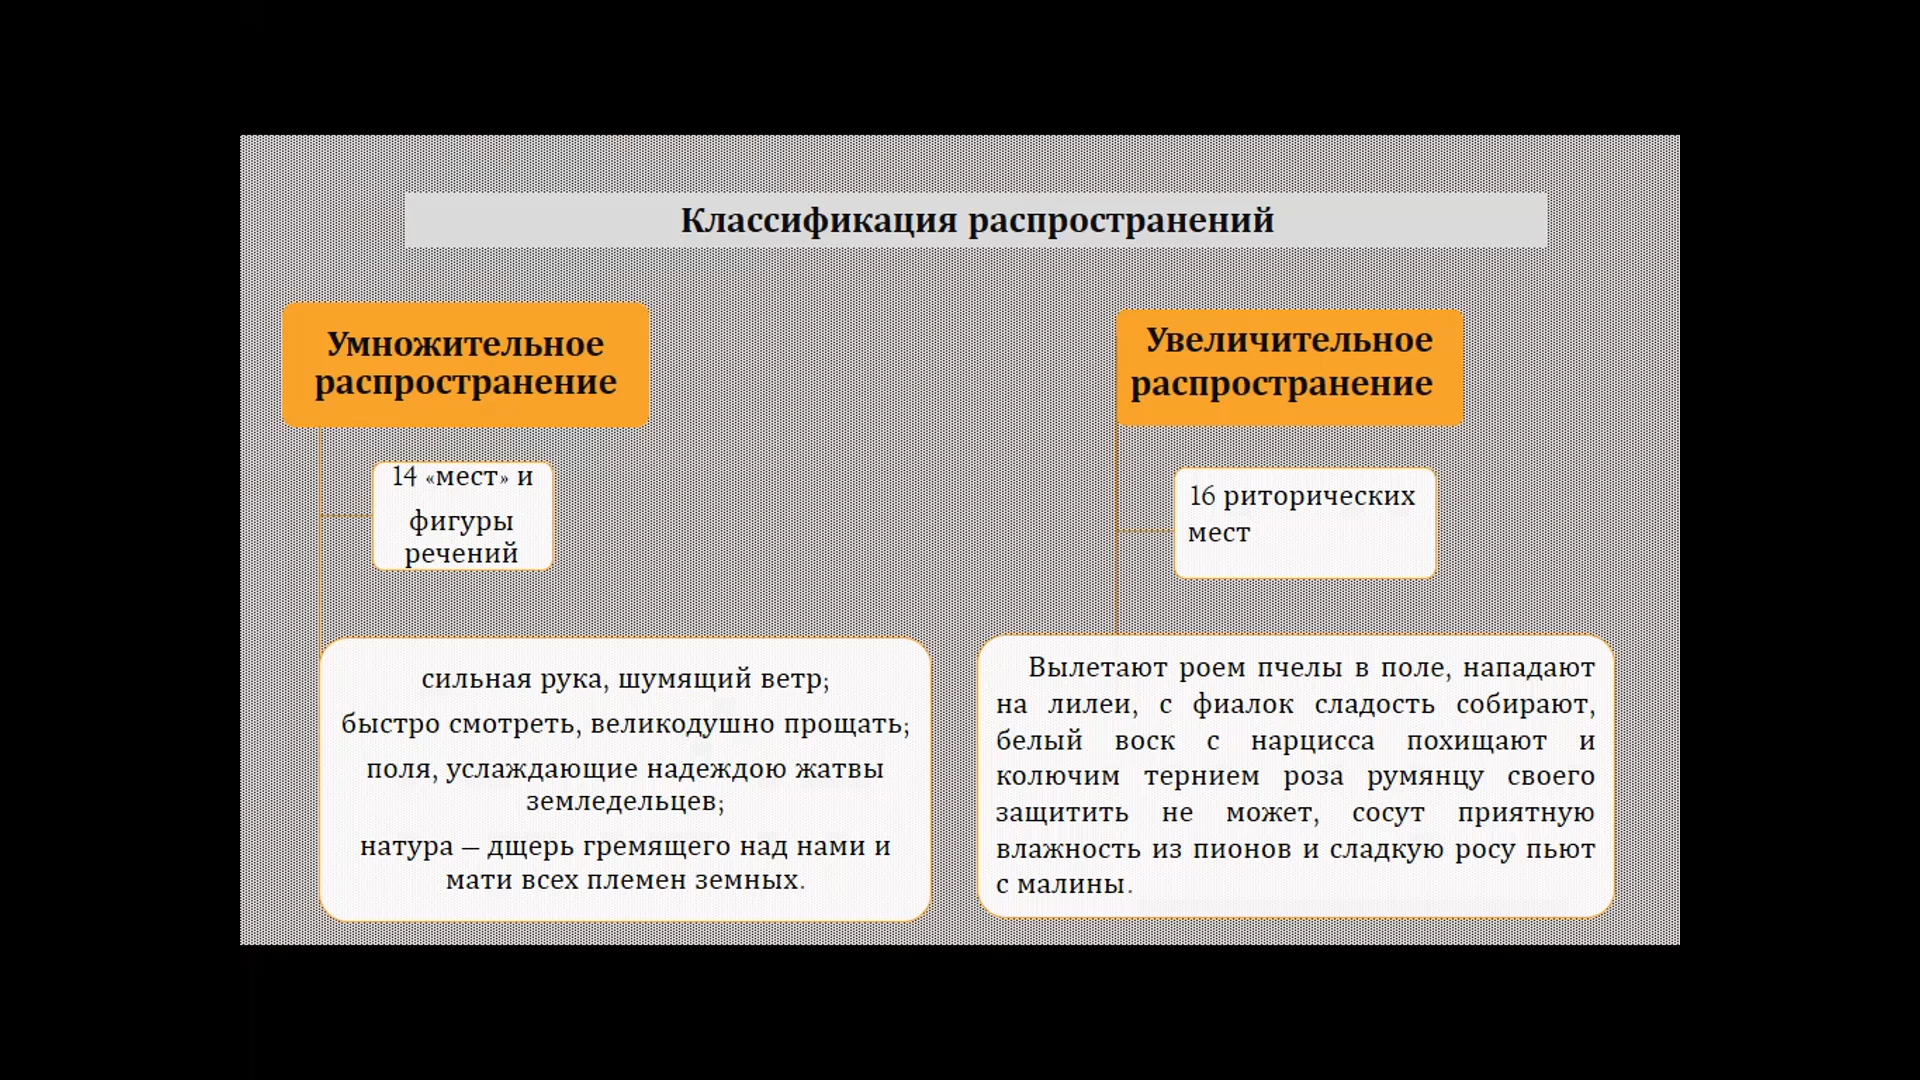 Классификация распространений
Умножительное
распространение
14 «мест» и
фигуры
речений
сильная рука, шумящий ветр;
быстро смотреть, великодушно прощать;
поля, услаждающие надеждою жатвы
земледельцев;
натура – дщерь гремящего над нами и
мати всех племен земных.
Увеличительное
распространение
16 риторических
мест
Вылетают роем пчелы в поле, нападают
на лилеи, с фиалок сладость собирают,
белый воск с нарцисса похищают и
колючим тернием роза румянцу своего
защитить не может, сосут приятную
влажность из пионов и сладкую росу пьют
с малины.